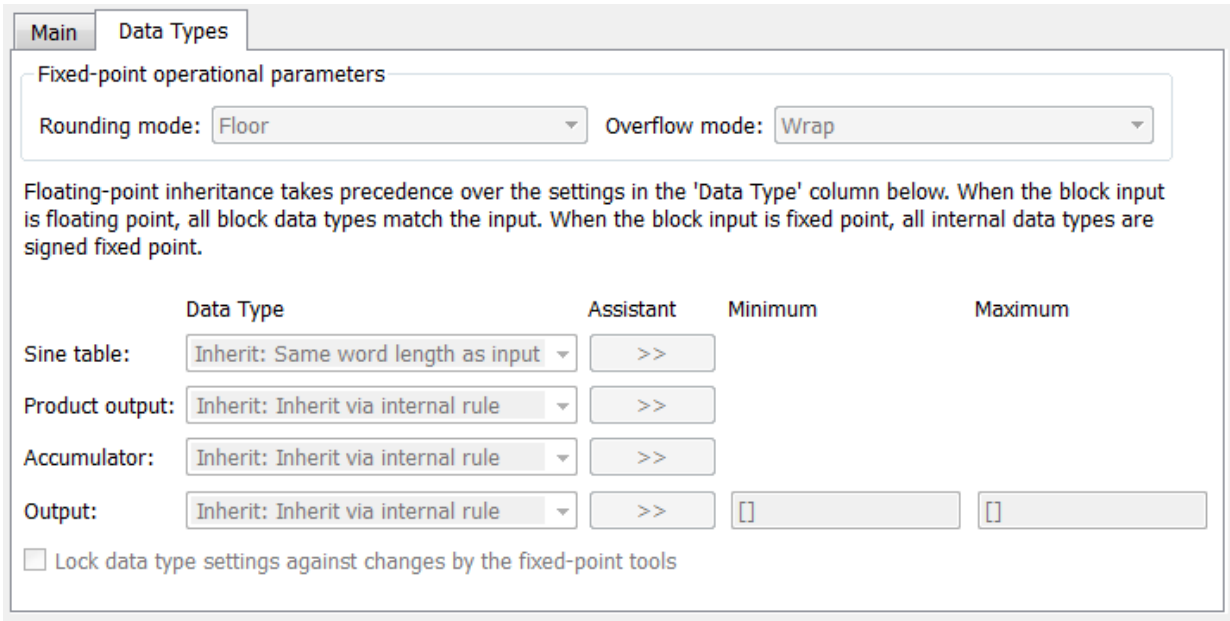 Main Data Types
Fixed-point operational parameters
Rounding mode: Floor Overflow mode: Wrap
Floating-point inheritance takes precedence over the settings in the 'Data Type' column below. When the block input
is floating point, all block data types match the input. When the block input is fixed point, all internal data types are
signed fixed point.
Data Type Assistant Minimum Maximum
Sine table: Inherit: Same word length as input >>
Product output: Inherit: Inherit via internal rule >>
Accumulator: Inherit: Inherit via internal rule >>
Output: Inherit: Inherit via internal rule >> [] []
Lock data type settings against changes by the fixed-point tools